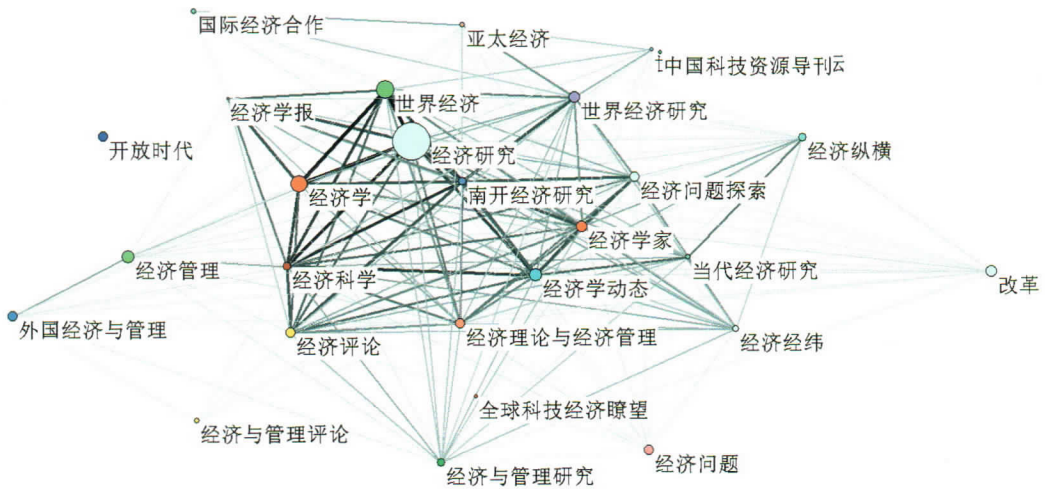 国际经济合作
亚太经济
中国科技资源导刊
世界经济
世界经济研究
经济学报
开放时代
经济研究
经济纵横
经济学
南开经济研究
经济问题探索
经济学家
经济管理
经济科学
经济学动态
当代经济研究
改革
外国经济与管理
经济评论
经济理论与经济管理
经济经纬
全球科技经济瞭望
经济与管理评论
经济与管理研究
经济问题